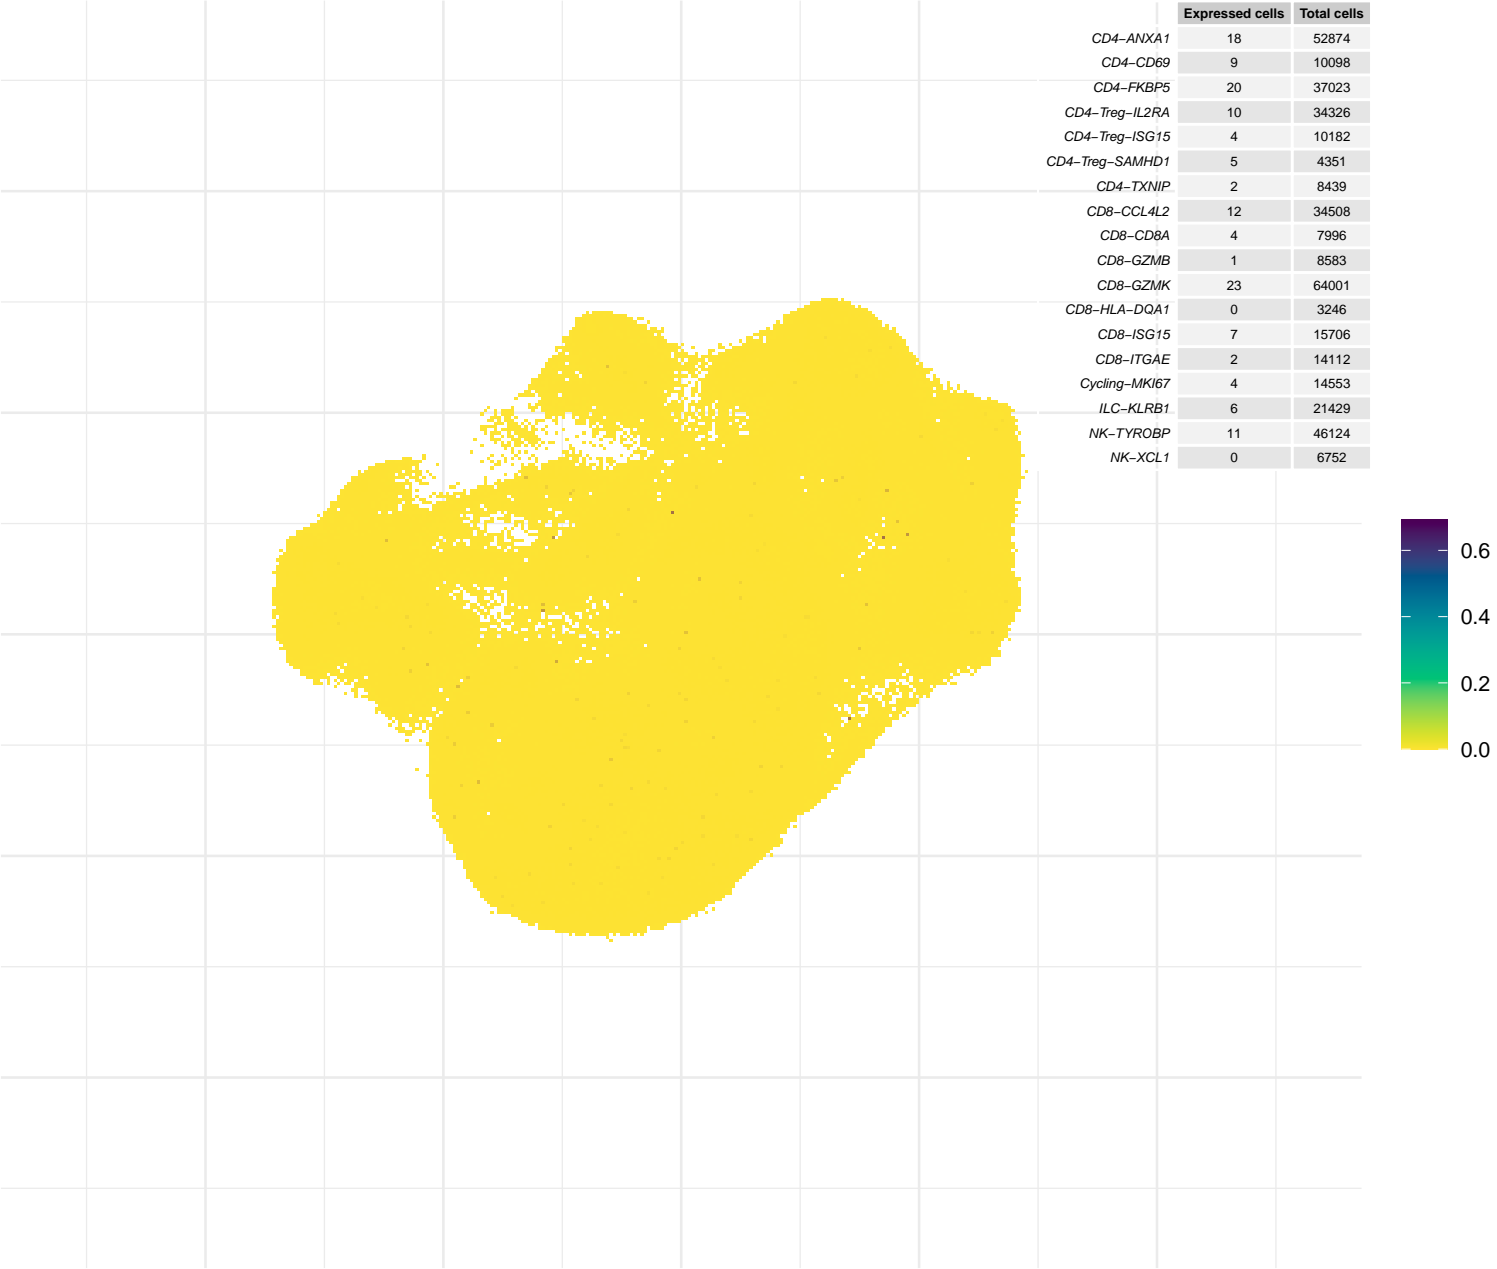 Expressed cells Total cells
CD4−ANXA1 18 52874
CD4−CD69 9 10098
CD4−FKBP5 20 37023
CD4−Treg−IL2RA 10 34326
CD4−Treg−ISG15 4 10182
CD4−Treg−SAMHD1 5 4351
CD4−TXNIP 2 8439
CD8−CCL4L2 12 34508
CD8−CD8A 4 7996
CD8−GZMB 1 8583
CD8−GZMK 23 64001
CD8−HLA−DQA1 0 3246
CD8−ISG15 7 15706
CD8−ITGAE 2 14112
Cycling−MKI67 4 14553
ILC−KLRB1 6 21429
NK−TYROBP 11 46124
NK−XCL1 0 6752
0.6
0.4
0.2
0.0